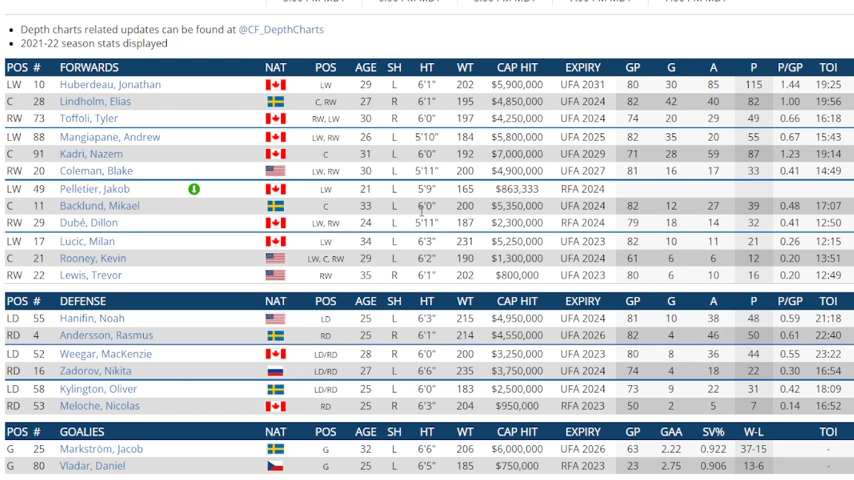 Depth charts related updates can be found at @CF_DepthCharts
2021-22 season stats displayed
POS # FORWARDS NAT POS AGE SH HT WT CAP HIT EXPIRY GP G A P P/GP TOI
LW 10 Huberdeau, Jonathan LW 29 L 6'1" 202 $5,900,000 UFA 2031 80 30 85 115 1.44 19:25
C 28 Lindholm, Elias C, RW 27 R 6'1" 195 $4,850,000 UFA 2024 82 42 40 82 1.00 19:56
RW 73 Toffoli, Tyler RW, LW 30 R 6'0" 197 $4,250,000 UFA 2024 74 20 29 49 0.66 16:18
LW 88 Mangiapane, Andrew LW, RW 26 L 5'10" 184 $5,800,000 UFA 2025 82 35 20 55 0.67 15:43
C 91 Kadri, Nazem C 31 L 6'0" 192 $7,000,000 UFA 2029 71 28 59 87 1.23 19:14
RW 20 Coleman, Blake RW, LW 30 L 5'11" 200 $4,900,000 UFA 2027 81 16 17 33 0.41 14:49
LW 49 Pelletier, Jakob LW 21 L 5'9" 165 $863,333 RFA 2024
C 11 Backlund, Mikael C 33 L 6'0" 200 $5,350,000 UFA 2024 82 12 27 39 0.48 17:07
RW 29 Dubé, Dillon LW, RW 24 L 5'11" 187 $2,300,000 RFA 2024 79 18 14 32 0.41 12:50
LW 17 Lucic, Milan LW 34 L 6'3" 231 $5,250,000 UFA 2023 82 10 11 21 0.26 12:15
C 21 Rooney, Kevin LW, C, RW 29 L 6'2" 190 $1,300,000 UFA 2024 61 6 6 12 0.20 13:51
RW 22 Lewis, Trevor RW 35 R 6'1" 202 $800,000 UFA 2023 80 6 10 16 0.20 12:49
POS # DEFENSE NAT POS AGE SH HT WT CAP HIT EXPIRY GP G A P P/GP TOI
LD 55 Hanifin, Noah LD 25 L 6'3" 215 $4,950,000 UFA 2024 81 10 38 48 0.59 21:18
RD 4 Andersson, Rasmus RD 25 R 6'1" 214 $4,550,000 UFA 2026 82 4 46 50 0.61 22:40
LD 52 Weegar, MacKenzie LD/RD 28 R 6'0" 200 $3,250,000 UFA 2023 80 8 36 44 0.55 23:22
RD 16 Zadorov, Nikita LD/RD 27 L 6'6" 235 $3,750,000 UFA 2024 74 4 18 22 0.30 16:54
LD 58 Kylington, Oliver LD/RD 25 L 6'0" 183 $2,500,000 UFA 2024 73 9 22 31 0.42 18:09
RD 53 Meloche, Nicolas RD 25 R 6'3" 204 $950,000 RFA 2023 50 2 5 7 0.14 16:52
POS # GOALIES NAT POS AGE SH HT WT CAP HIT EXPIRY GP GAA SV% W-L TOI
G 25 Markström, Jacob G 32 L 6'6" 206 $6,000,000 UFA 2026 63 2.22 0.922 37-15 -
G 80 Vladar, Daniel G 25 L 6'5" 185 $750,000 RFA 2023 23 2.75 0.906 13-6 -